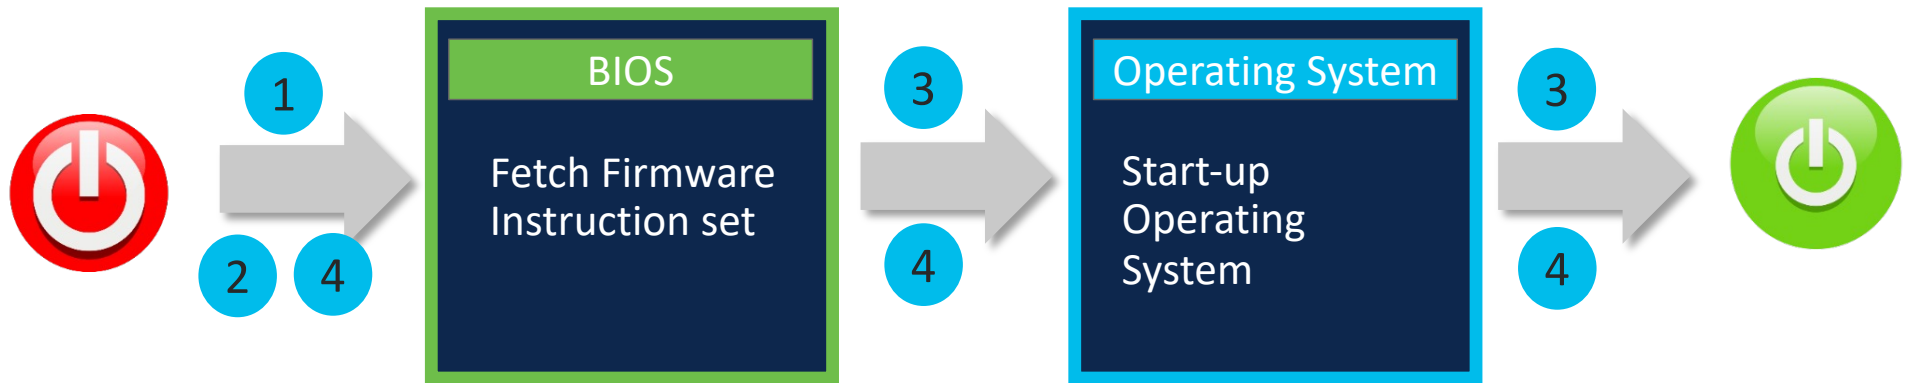 1
2
4
BIOS
Fetch Firmware
Instruction set
3
4
Operating System
Start-up
Operating
System
3
4